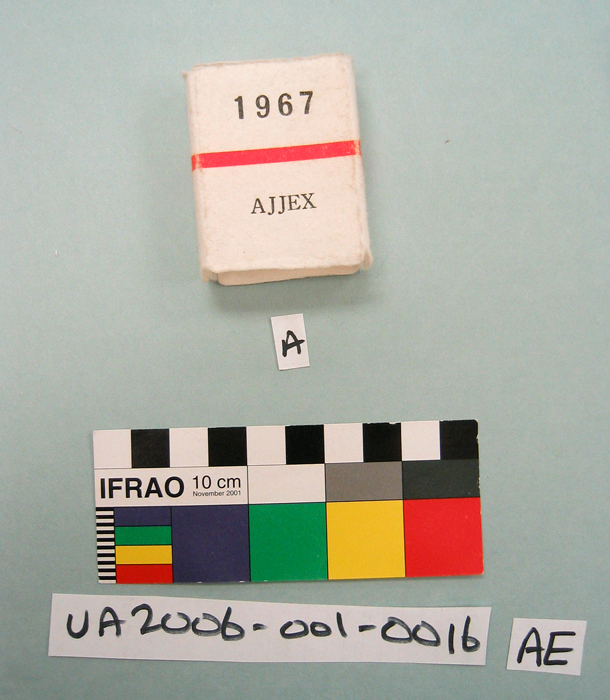 1967
AJJEX
A
IFRAO 10 cm
November 2001
UA2006-001-0016
AE